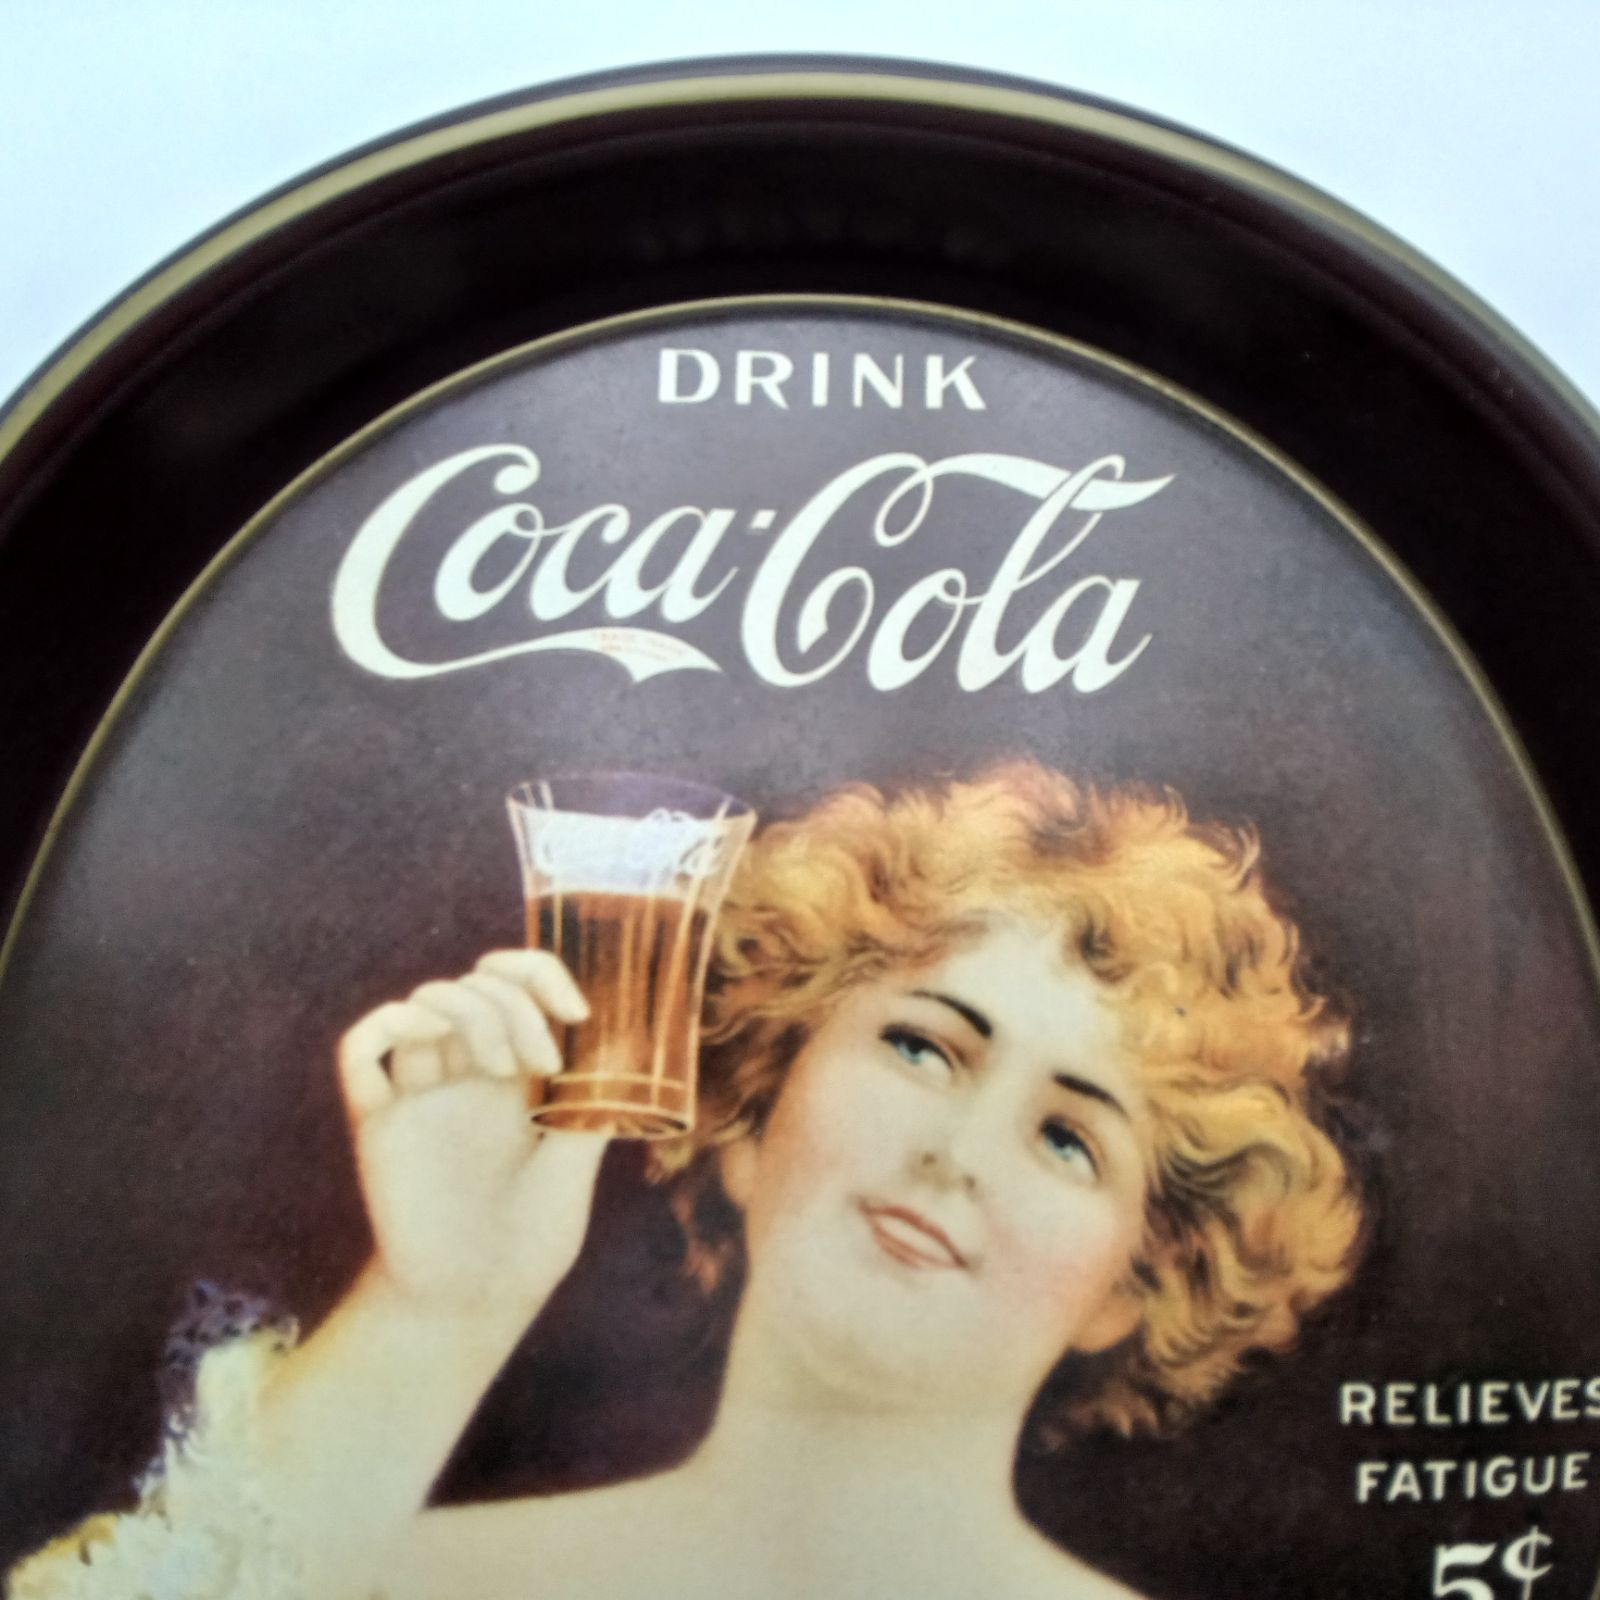 DRINK
Coca-Cola
RELIEVES
FATIGUE
5¢